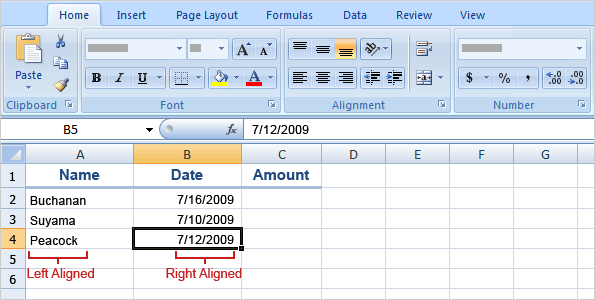 Home Insert Page Layout Formulas Data Review View
Paste
B I U A A A $ % , .00 .0
Clipboard Font Alignment Number
B5 fx 7/12/2009
A B C D E F G
1 Name Date Amount
2 Buchanan 7/16/2009
3 Suyama 7/10/2009
4 Peacock 7/12/2009
5
Left Aligned Right Aligned
6